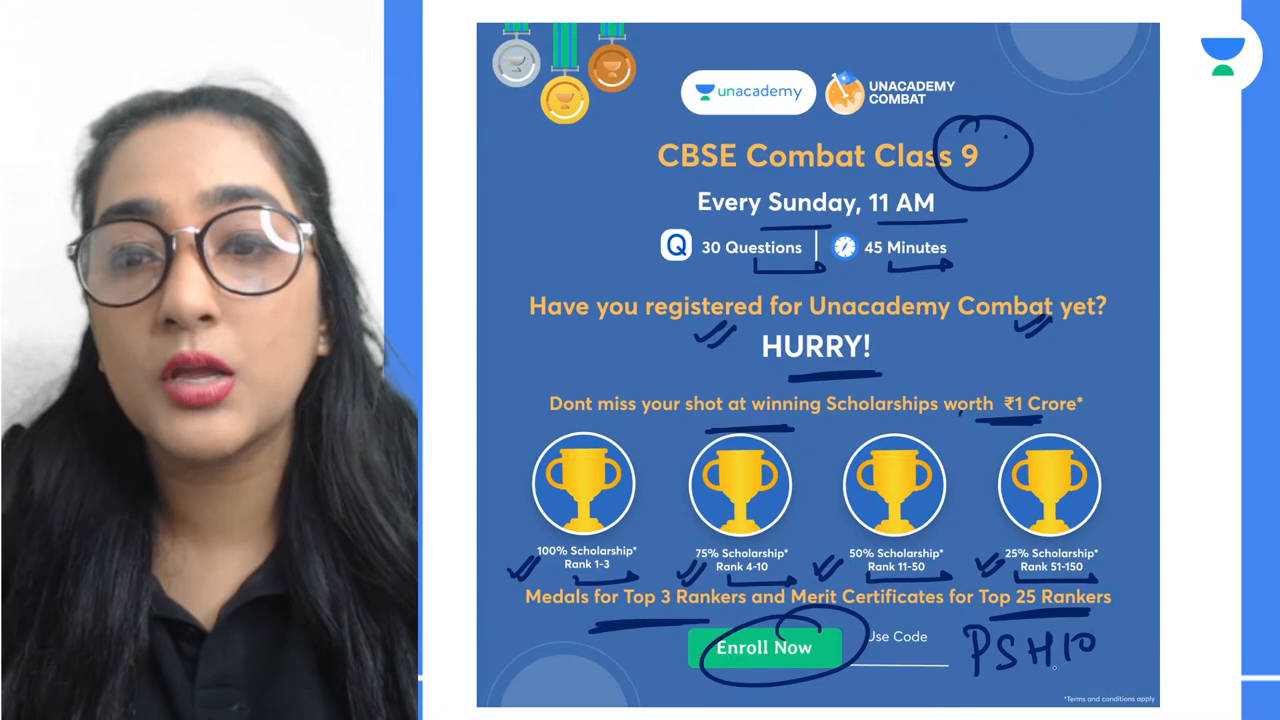 unacademy
UNACADEMY
COMBAT
CBSE Combat Class 9
Every Sunday, 11 AM
Q 30 Questions | 45 Minutes
Have you registered for Unacademy Combat yet?
HURRY!
Dont miss your shot at winning Scholarships worth ₹1 Crore*
100% Scholarship*
Rank 1-3
75% Scholarship*
Rank 4-10
50% Scholarship*
Rank 11-50
25% Scholarship*
Rank 51-150
Medals for Top 3 Rankers and Merit Certificates for Top 25 Rankers
Enroll Now
Use Code PSH10
*Terms and conditions apply